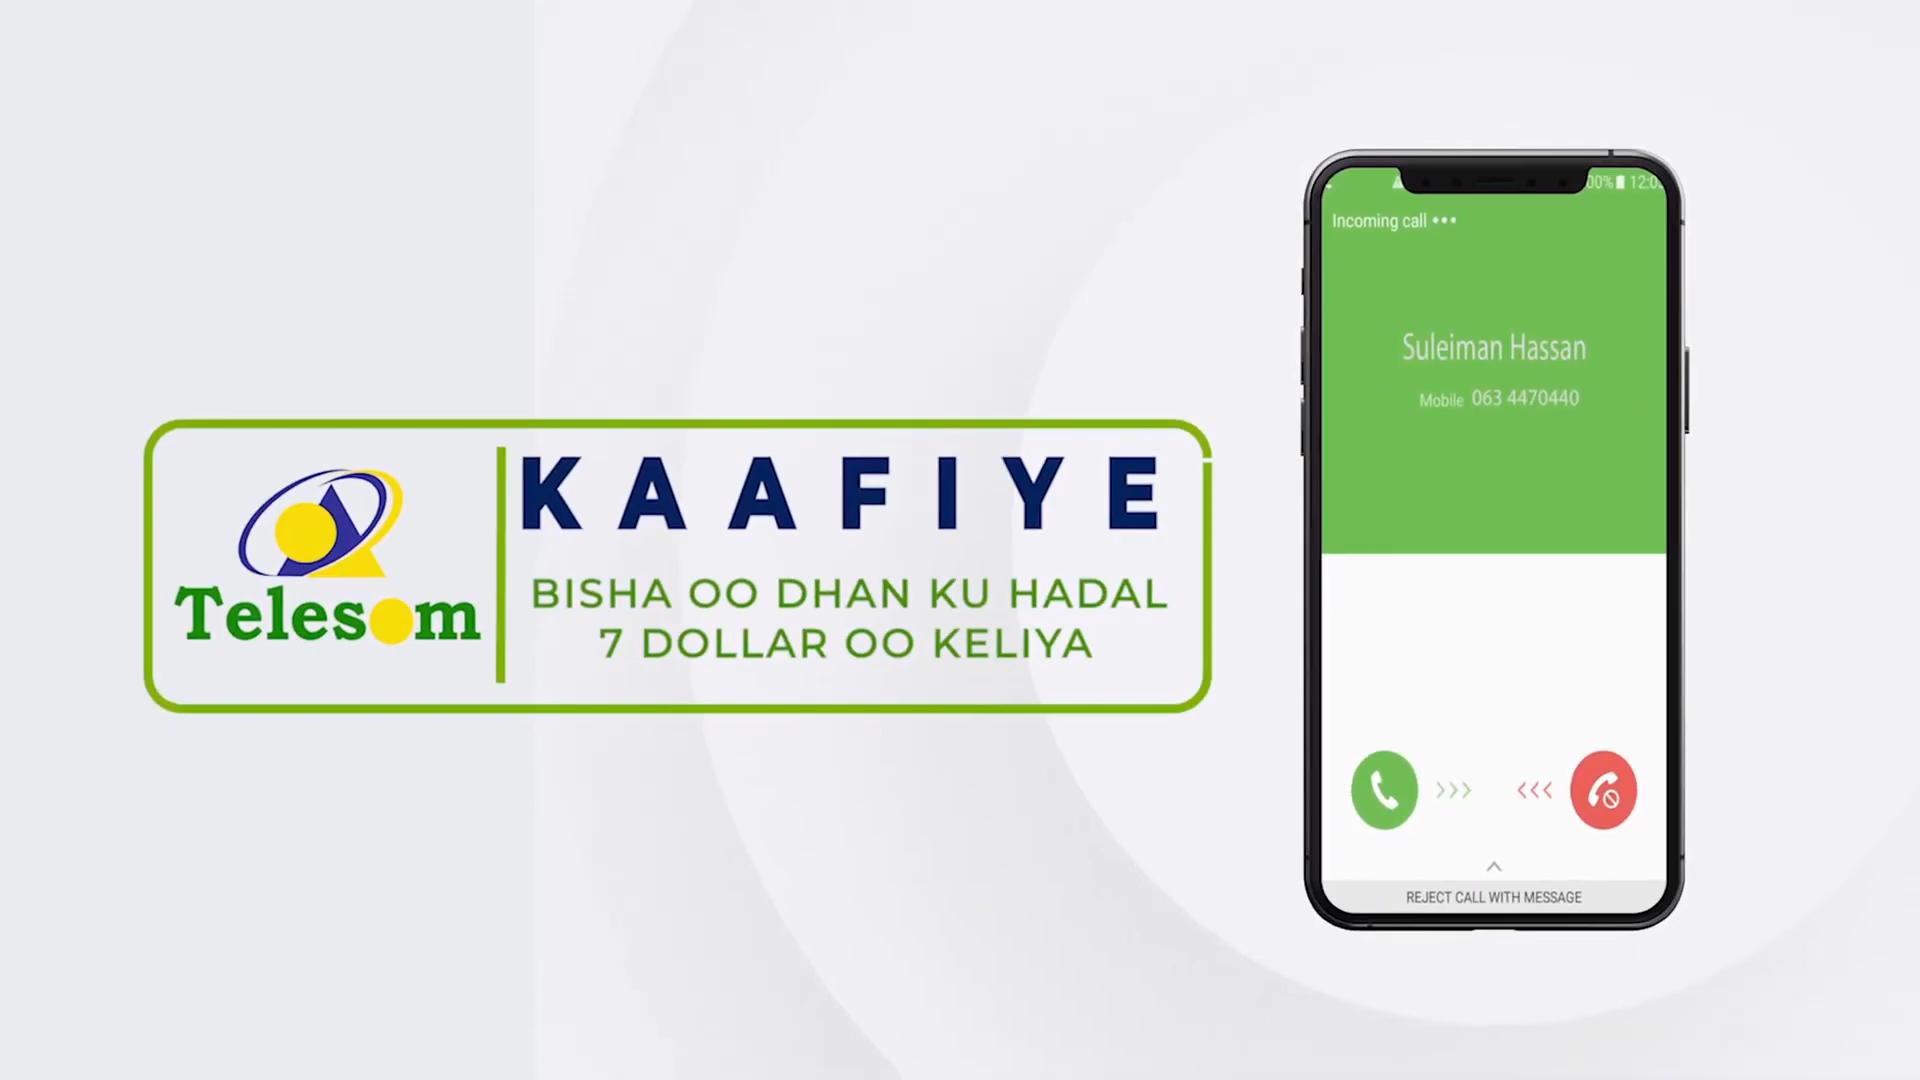 Telesom
KAAFIYE
BISHA OO DHAN KU HADAL
7 DOLLAR OO KELIYA
Incoming call •••
Suleiman Hassan
Mobile 063 4470440
REJECT CALL WITH MESSAGE